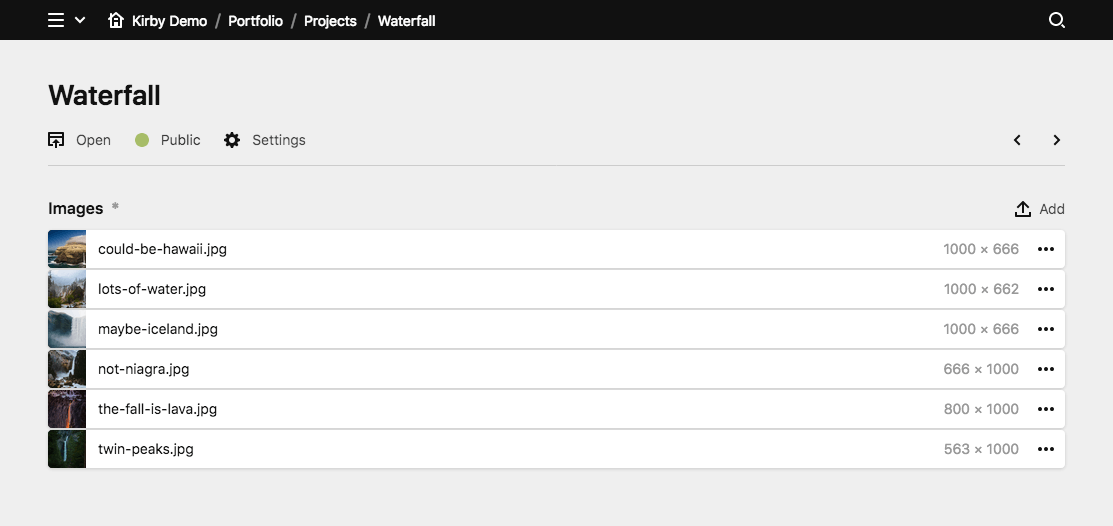 Kirby Demo / Portfolio / Projects / Waterfall
Waterfall
Open Public Settings
Images * Add
could-be-hawaii.jpg 1000 × 666
lots-of-water.jpg 1000 × 662
maybe-iceland.jpg 1000 × 666
not-niagra.jpg 666 × 1000
the-fall-is-lava.jpg 800 × 1000
twin-peaks.jpg 563 × 1000